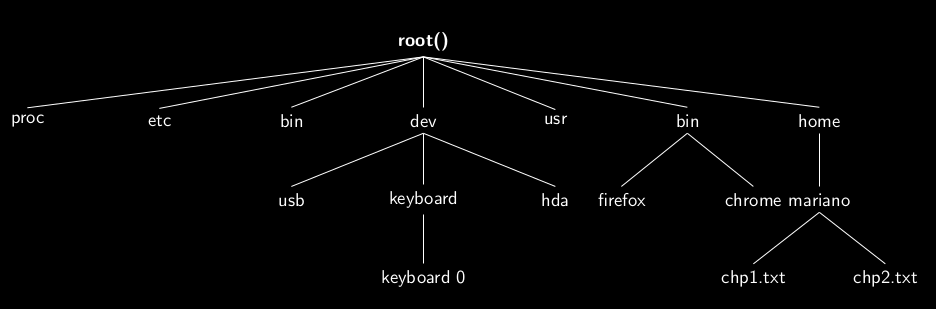 root()
proc etc bin dev usr bin home
usb keyboard hda firefox chrome mariano
keyboard 0 chp1.txt chp2.txt